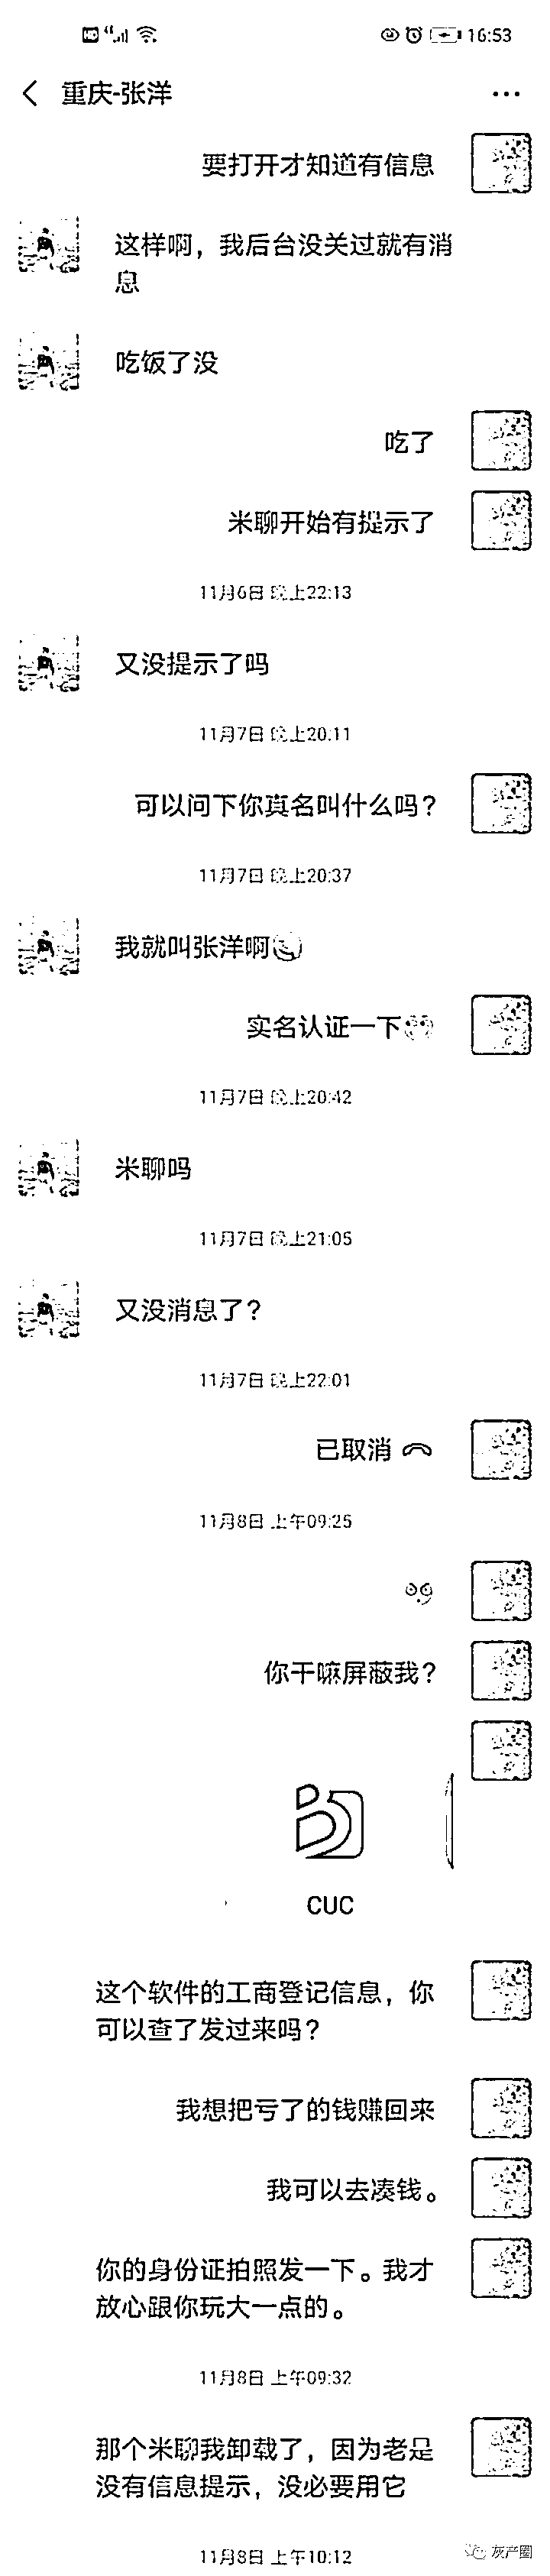 HD 4G 16:53
重庆-张洋
要打开才知道有信息
这样啊，我后台没关过就有消
息
吃饭了没
吃了
米聊开始有提示了
11月6日 晚上22:13
又没提示了吗
11月7日 晚上20:11
可以问下你真名叫什么吗？
11月7日 晚上20:37
我就叫张洋啊
实名认证一下
11月7日 晚上20:42
米聊吗
11月7日 晚上21:05
又没消息了？
11月7日 晚上22:01
已取消
11月8日 上午09:25
你干嘛屏蔽我？
CUC
这个软件的工商登记信息，你
可以查了发过来吗？
我想把亏了的钱赚回来
我可以去凑钱。
你的身份证拍照发一下。我才
放心跟你玩大一点的。
11月8日 上午09:32
那个米聊我卸载了，因为老是
没有信息提示，没必要用它
11月8日 上午10:12
灰产圈